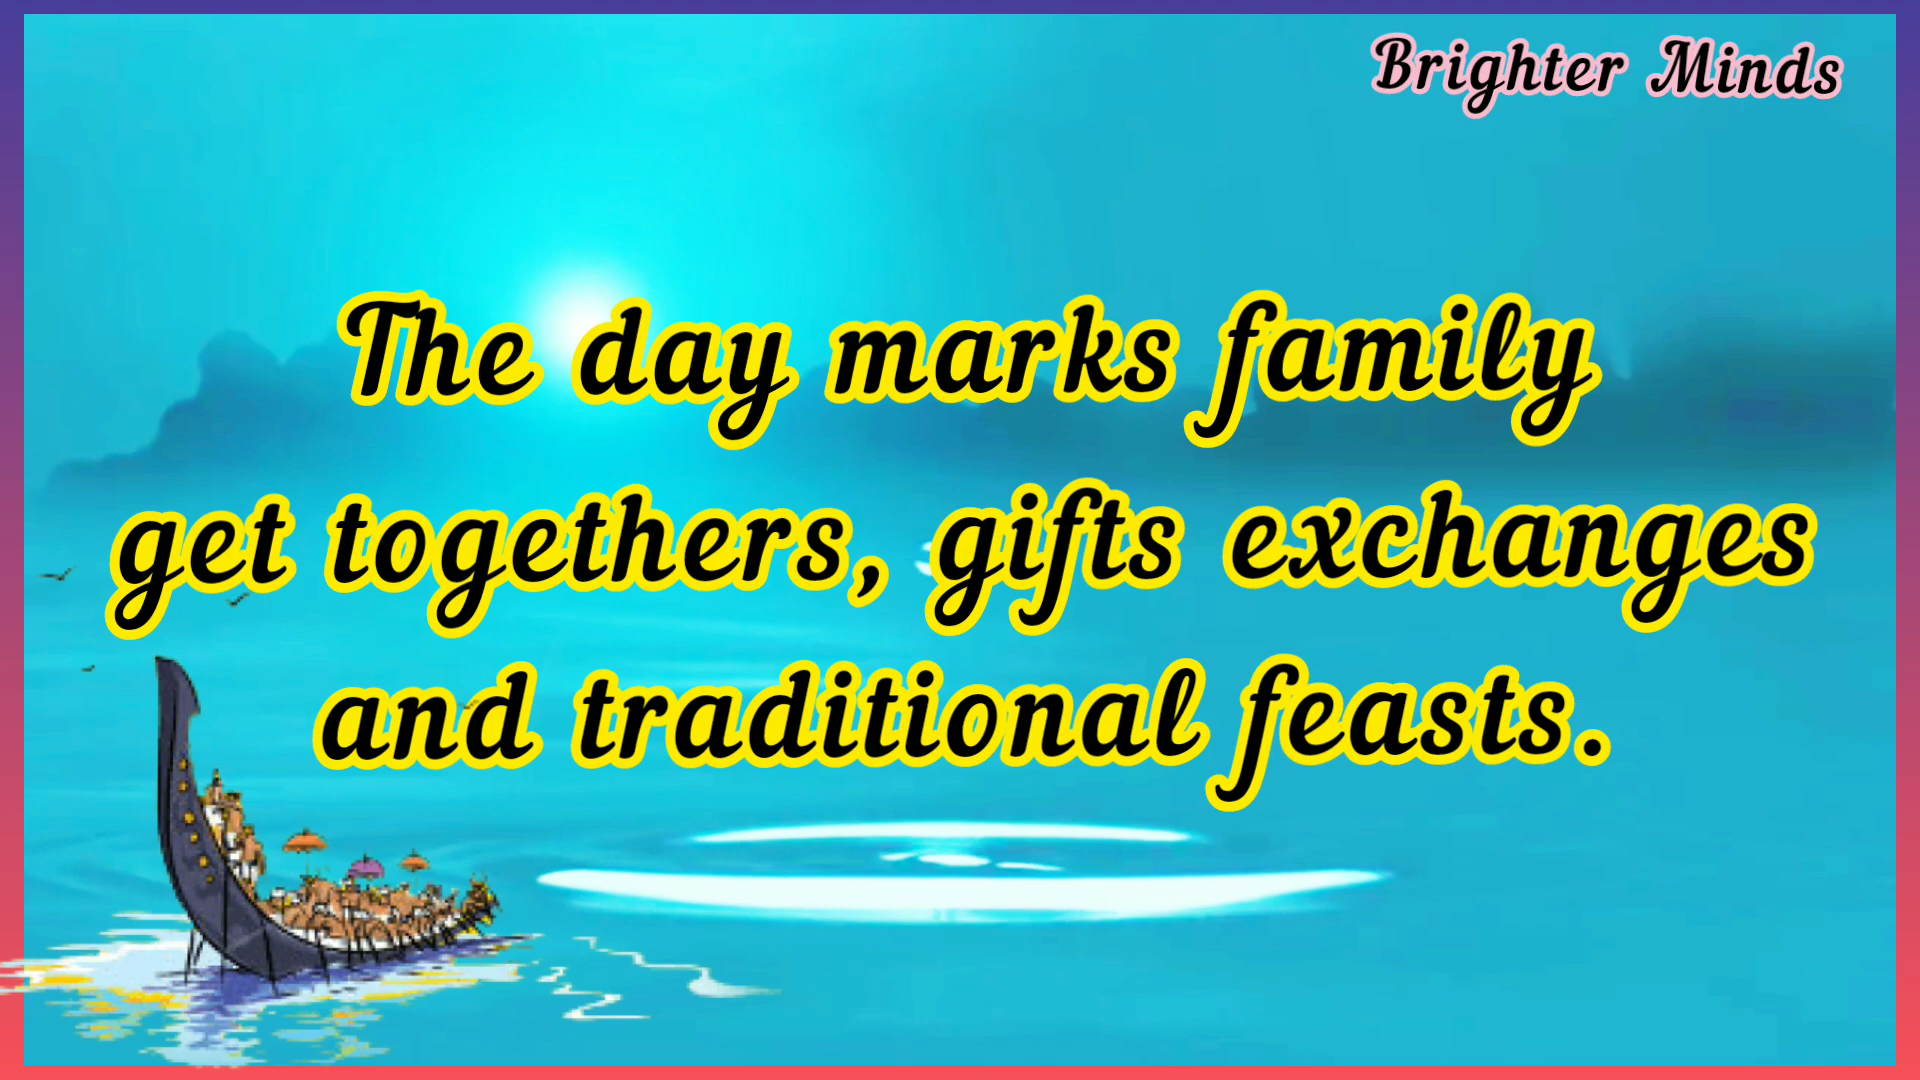 Brighter Minds
The day marks family
get togethers, gifts exchanges
and traditional feasts.